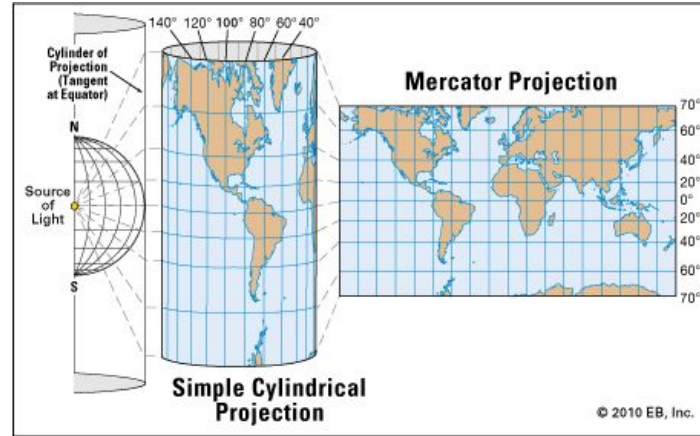 140° 120° 100° 80° 60° 40°
Cylinder of
Projection
(Tangent
at Equator)
N
Source
of
Light
S
Simple Cylindrical
Projection
Mercator Projection
70°
60°
40°
20°
0°
20°
40°
60°
70°
© 2010 EB, Inc.